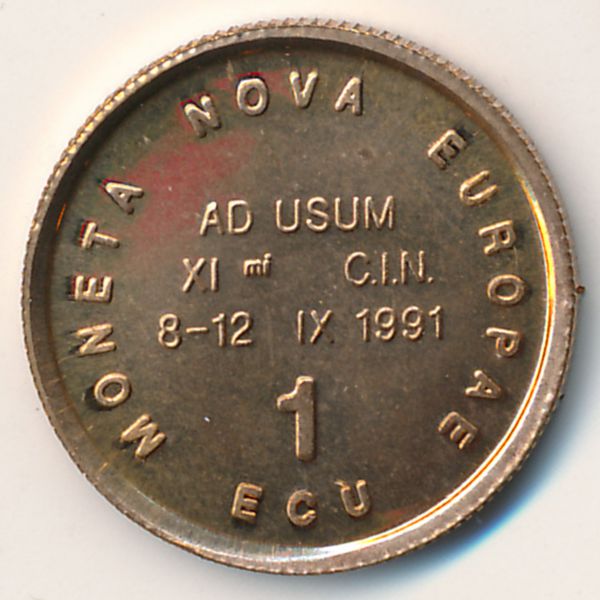 MONETA NOVA EUROPAE
AD USUM
XI mi C.I.N.
8-12 IX 1991
1
ECU